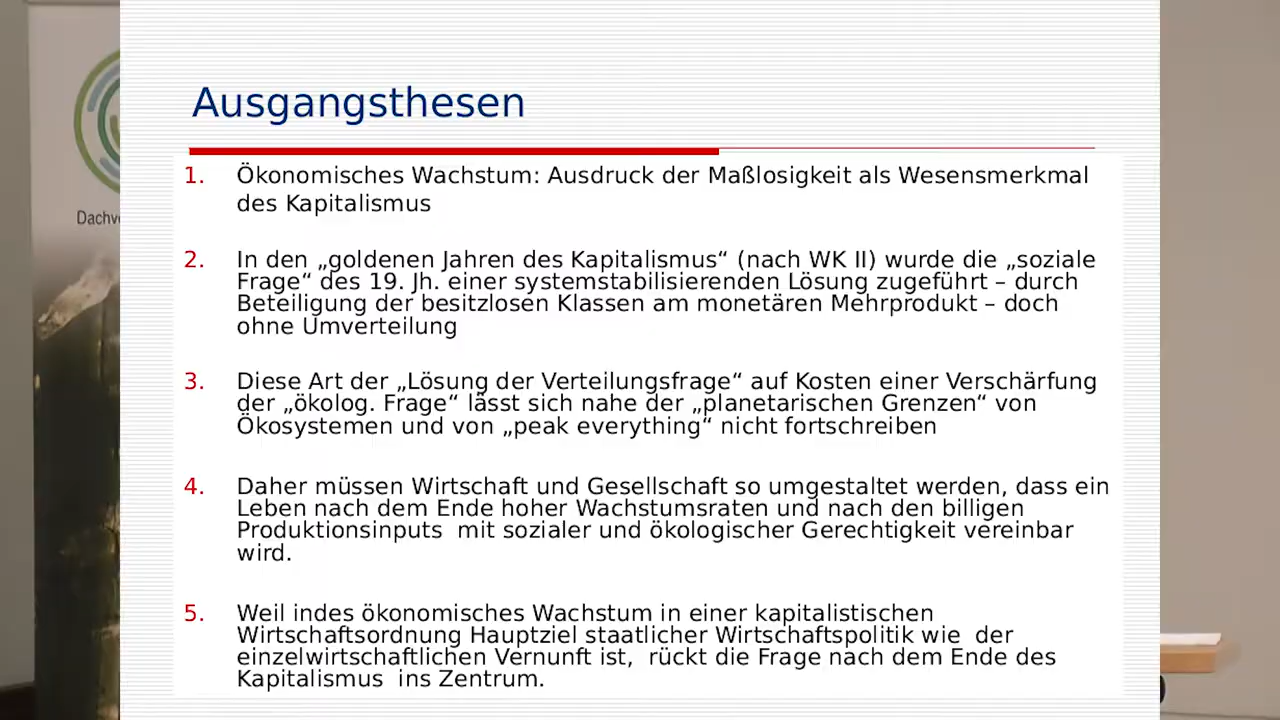 Ausgangsthesen
1. Ökonomisches Wachstum: Ausdruck der Maßlosigkeit als Wesensmerkmal
des Kapitalismus
2. In den „goldenen Jahren des Kapitalismus“ (nach WK II) wurde die „soziale
Frage“ des 19. Jh. einer systemstabilisierenden Lösung zugeführt – durch
Beteiligung der besitzlosen Klassen am monetären Mehrprodukt – doch
ohne Umverteilung
3. Diese Art der „Lösung der Verteilungsfrage“ auf Kosten einer Verschärfung
der „ökolog. Frage“ lässt sich nahe der „planetarischen Grenzen“ von
Ökosystemen und von „peak everything“ nicht fortschreiben
4. Daher müssen Wirtschaft und Gesellschaft so umgestaltet werden, dass ein
Leben nach dem Ende hoher Wachstumsraten und nach den billigen
Produktionsinputs  mit sozialer und ökologischer Gerechtigkeit vereinbar
wird.
5. Weil indes ökonomisches Wachstum in einer kapitalistischen
Wirtschaftsordnung Hauptziel staatlicher Wirtschaftspolitik wie  der
einzelwirtschaftlichen Vernunft ist,  rückt die Frage nach dem Ende des
Kapitalismus  ins Zentrum.